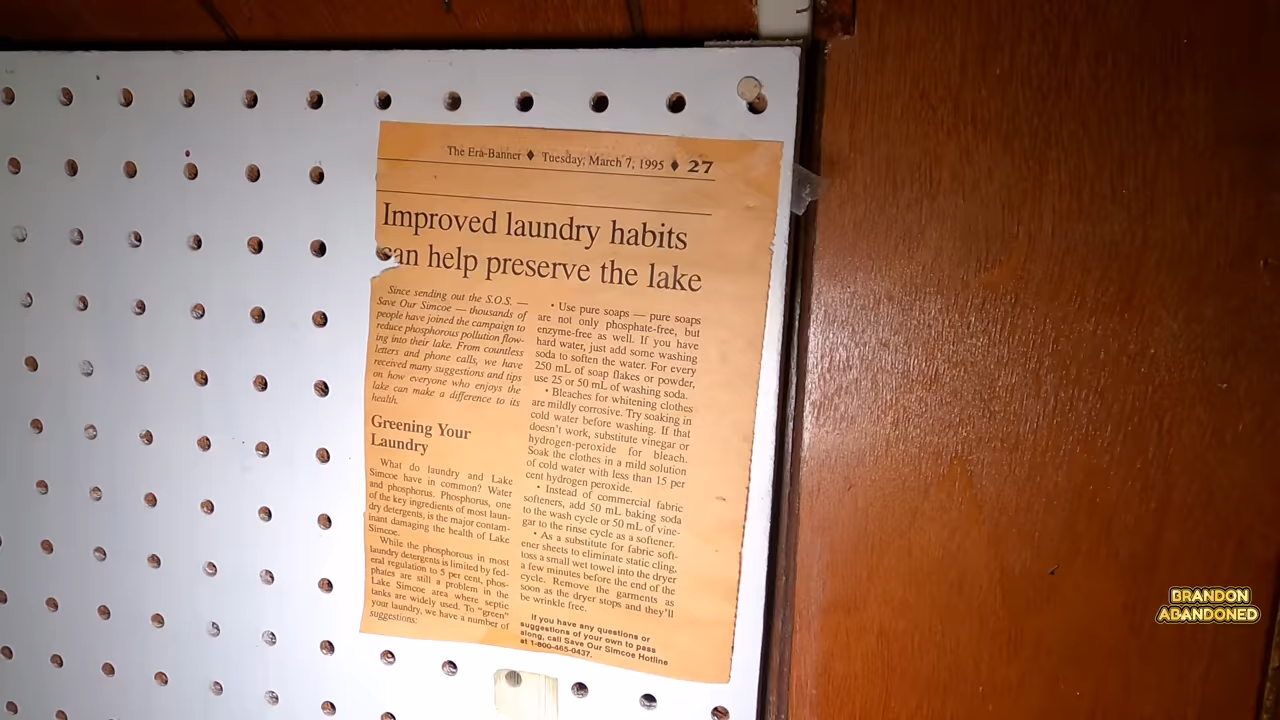 The Era-Banner ♦ Tuesday, March 7, 1995 ♦ 27
Improved laundry habits
can help preserve the lake
Since sending out the S.O.S. —
Save Our Simcoe — thousands of
people have joined the campaign to
reduce phosphorous pollution flow-
ing into their lake. From countless
letters and phone calls, we have
received many suggestions and tips
on how everyone who enjoys the
lake can make a difference to its
health.
Greening Your
Laundry
What do laundry and Lake
Simcoe have in common? Water
and phosphorus. Phosphorus, one
of the key ingredients of most laun-
dry detergents, is the major contam-
inant damaging the health of Lake
Simcoe.
While the phosphorous in most
laundry detergents is limited by fed-
eral regulation to 5 per cent, phos-
phates are still a problem in the
Lake Simcoe area where septic
tanks are widely used. To "green"
your laundry, we have a number of
suggestions:
• Use pure soaps — pure soaps
are not only phosphate-free, but
enzyme-free as well. If you have
hard water, just add some washing
soda to soften the water. For every
250 mL of soap flakes or powder,
use 25 or 50 mL of washing soda.
• Bleaches for whitening clothes
are mildly corrosive. Try soaking in
cold water before washing. If that
doesn't work, substitute vinegar or
hydrogen-peroxide for bleach.
Soak the clothes in a mild solution
of cold water with less than 15 per
cent hydrogen peroxide.
• Instead of commercial fabric
softeners, add 50 mL baking soda
to the wash cycle or 50 mL of vine-
gar to the rinse cycle as a softener.
• As a substitute for fabric soft-
ener sheets to eliminate static cling,
toss a small wet towel into the dryer
a few minutes before the end of the
cycle. Remove the garments as
soon as the dryer stops and they'll
be wrinkle free.
If you have any questions or
suggestions of your own to pass
along, call Save Our Simcoe Hotline
at 1-800-465-0437.
BRANDON
ABANDONED